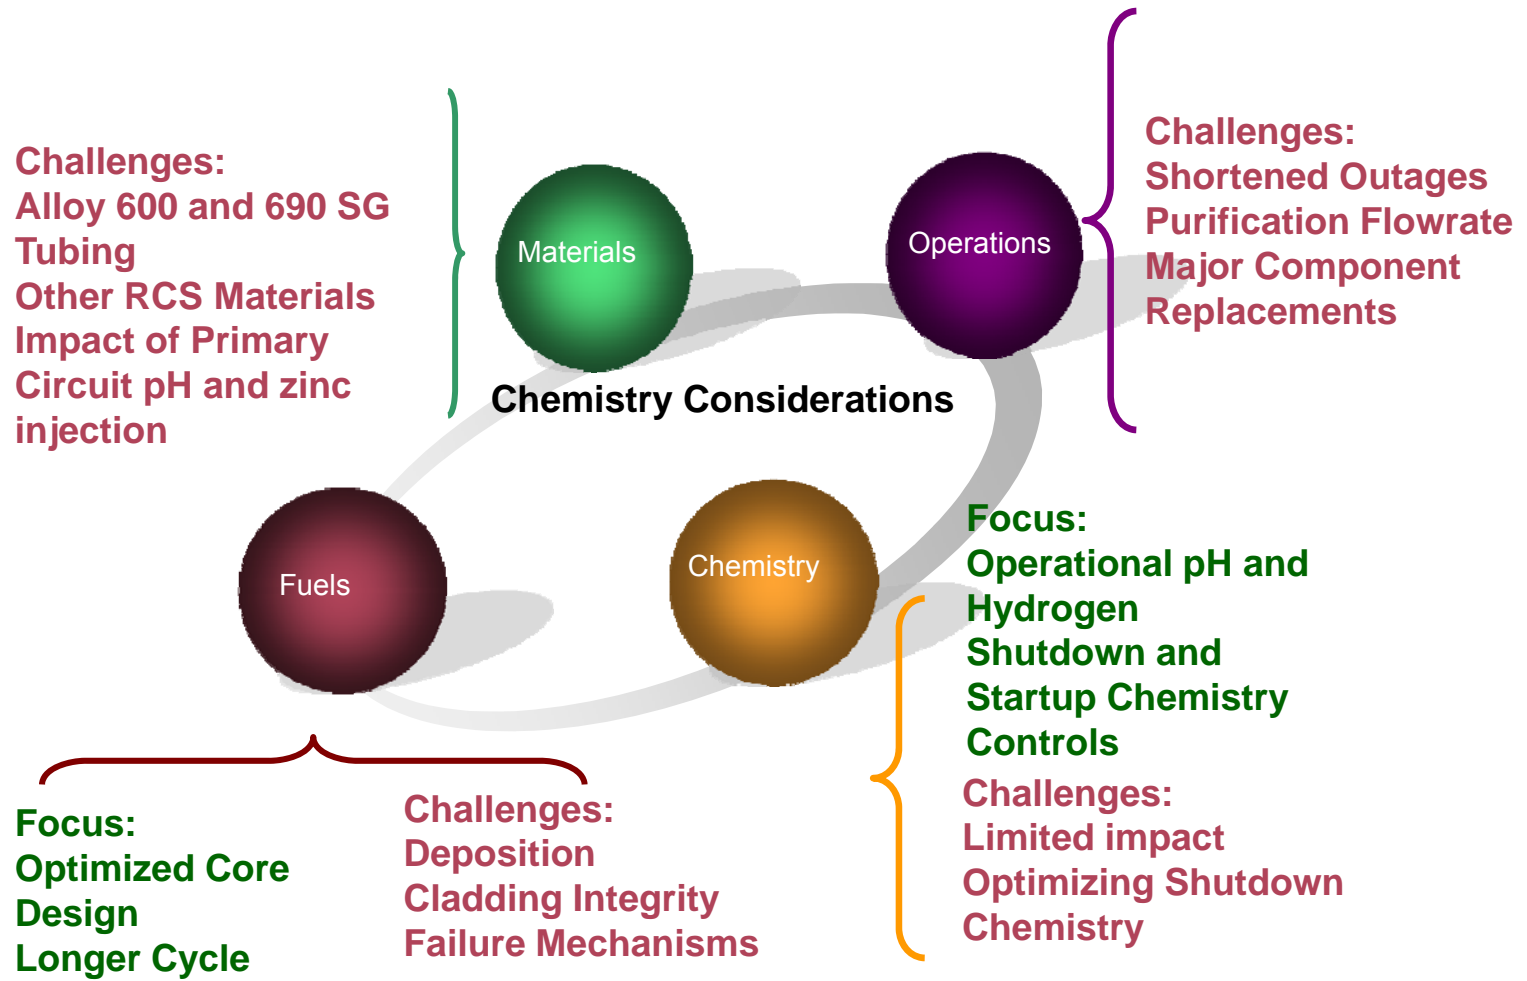 Challenges:
Alloy 600 and 690 SG
Tubing
Other RCS Materials
Impact of Primary
Circuit pH and zinc
injection
Materials
Operations
Challenges:
Shortened Outages
Purification Flowrate
Major Component
Replacements
Chemistry Considerations
Fuels
Chemistry
Focus:
Operational pH and
Hydrogen
Shutdown and
Startup Chemistry
Controls
Challenges:
Limited impact
Optimizing Shutdown
Chemistry
Focus:
Optimized Core
Design
Longer Cycle
Challenges:
Deposition
Cladding Integrity
Failure Mechanisms